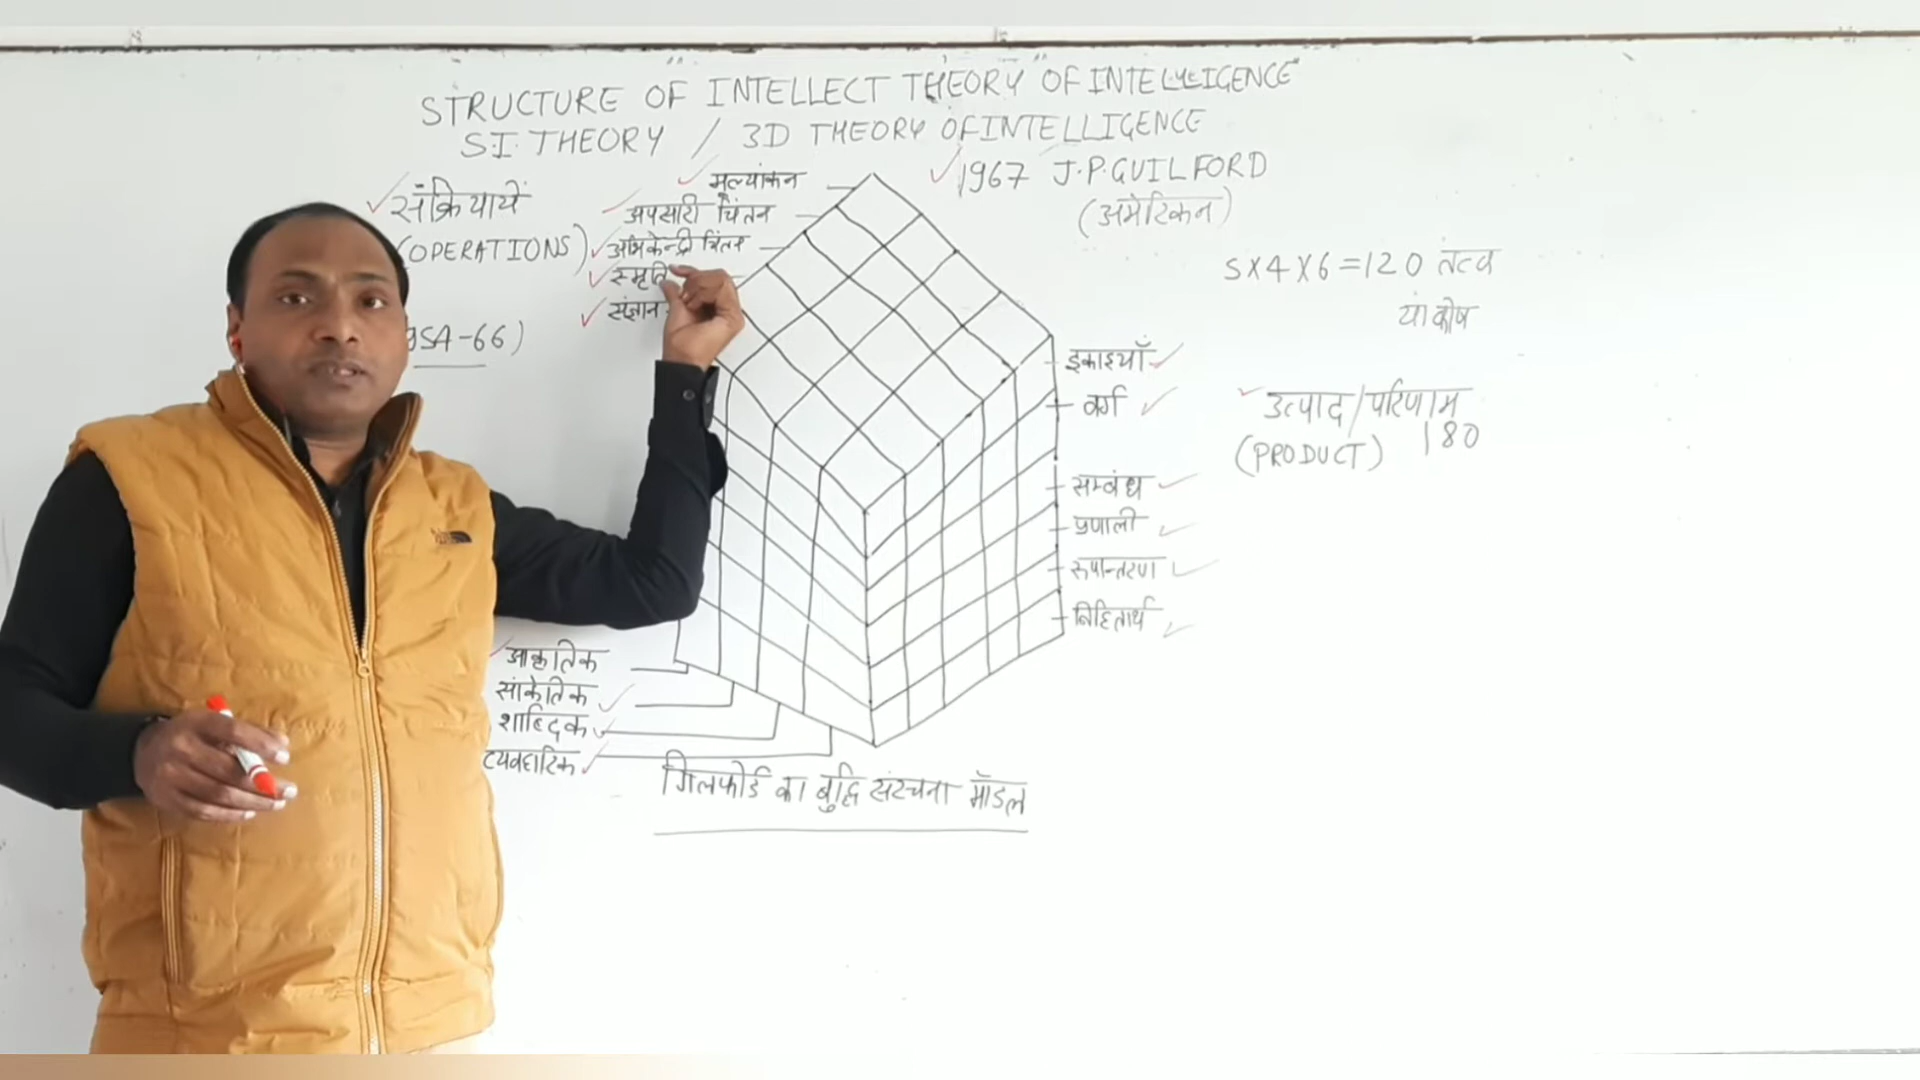 STRUCTURE OF INTELLECT THEORY "OF INTELLIGENCE"
S.I. THEORY / 3D THEORY OF INTELLIGENCE
1967 J.P. GUILFORD
(अमेरिकन)
संक्रियायें
(OPERATIONS)
मूल्यांकन
अपसारी चिंतन
अभिकेन्द्री चिंतन
स्मृति
संज्ञान
5X4X6=120 तत्व
या कोष
SA-66)
इकाइयाँ
वर्ग
सम्बंध
प्रणाली
रूपान्तरण
निहितार्थ
उत्पाद/परिणाम
(PRODUCT) 180
आकृतिक
सांकेतिक
शाब्दिक
व्यवहारिक
गिलफोर्ड का बुद्धि संरचना मॉडल